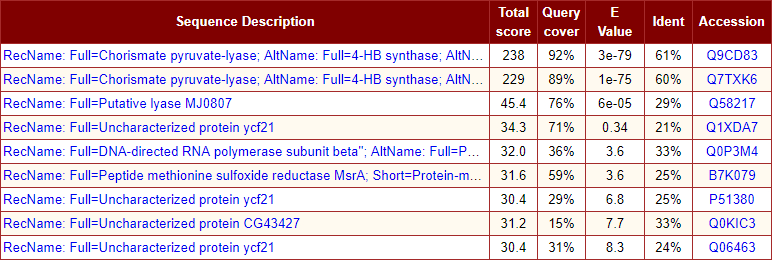 Sequence Description Total score Query cover E Value Ident Accession
RecName: Full=Chorismate pyruvate-lyase; AltName: Full=4-HB synthase; AltN... 238 92% 3e-79 61% Q9CD83
RecName: Full=Chorismate pyruvate-lyase; AltName: Full=4-HB synthase; AltN... 229 89% 1e-75 60% Q7TXK6
RecName: Full=Putative lyase MJ0807 45.4 76% 6e-05 29% Q58217
RecName: Full=Uncharacterized protein ycf21 34.3 71% 0.34 21% Q1XDA7
RecName: Full=DNA-directed RNA polymerase subunit beta''; AltName: Full=P... 32.0 36% 3.6 33% Q0P3M4
RecName: Full=Peptide methionine sulfoxide reductase MsrA; Short=Protein-m... 31.6 59% 3.6 25% B7K079
RecName: Full=Uncharacterized protein ycf21 30.4 29% 6.8 25% P51380
RecName: Full=Uncharacterized protein CG43427 31.2 15% 7.7 33% Q0KIC3
RecName: Full=Uncharacterized protein ycf21 30.4 31% 8.3 24% Q06463